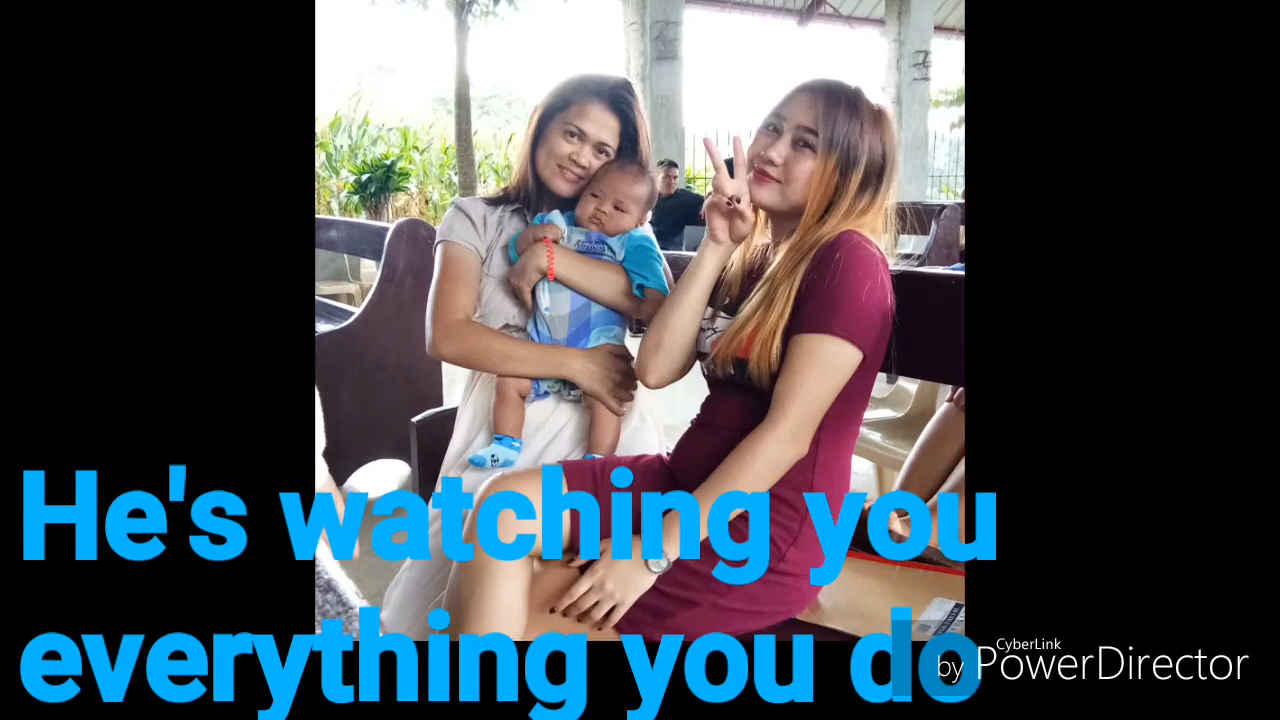 He's watching you
everything you do
CyberLink
by PowerDirector